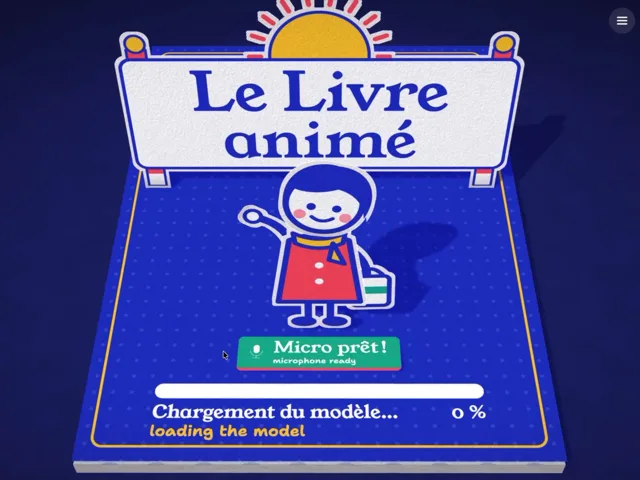 Le Livre
animé
Micro prêt!
microphone ready
Chargement du modèle... 0 %
loading the model